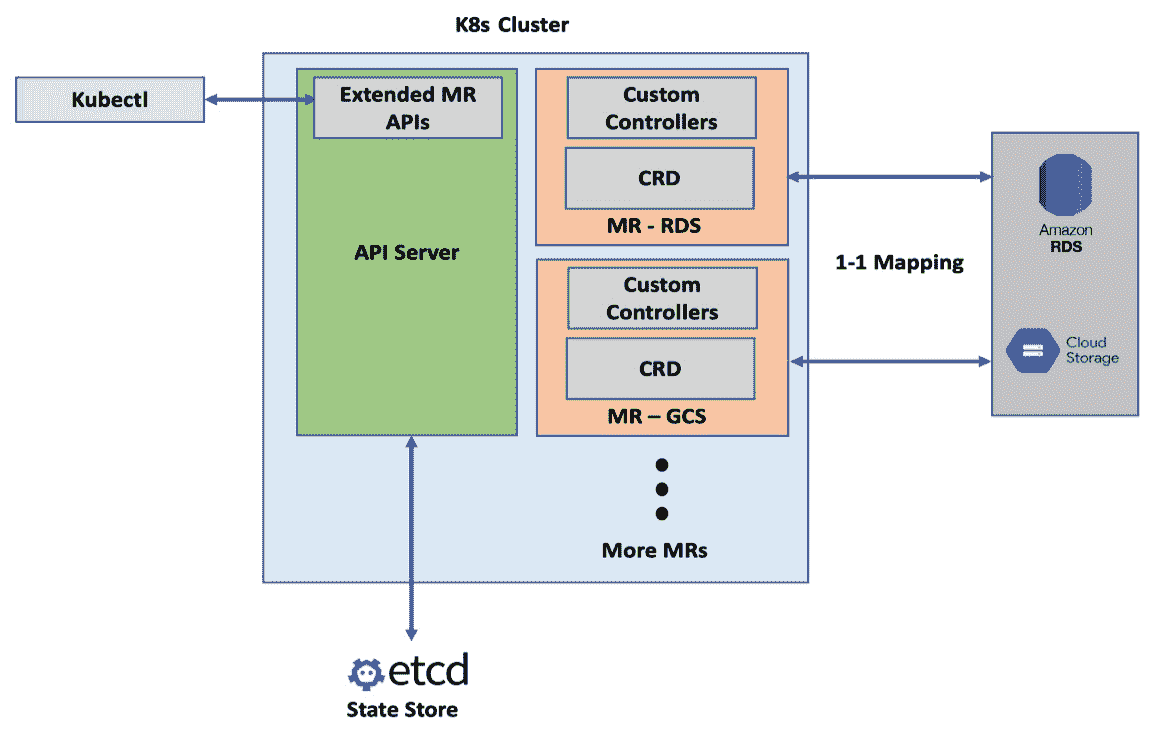 K8s Cluster
Kubectl
Extended MR
APIs
API Server
Custom
Controllers
CRD
MR - RDS
Custom
Controllers
CRD
MR – GCS
More MRs
1-1 Mapping
Amazon
RDS
Cloud
Storage
etcd
State Store